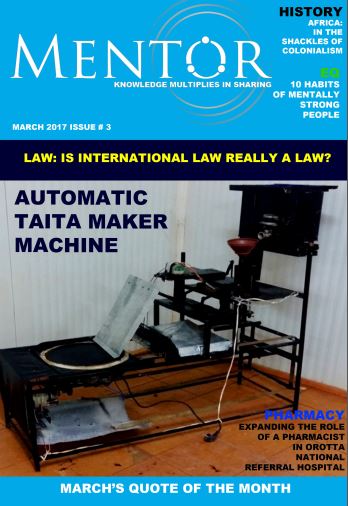 HISTORY
AFRICA:
IN THE
SHACKLES OF
COLONIALISM
MENTOR
KNOWLEDGE MULTIPLIES IN SHARING
EQ
10 HABITS
OF MENTALLY
STRONG
PEOPLE
MARCH 2017 ISSUE # 3
LAW: IS INTERNATIONAL LAW REALLY A LAW?
AUTOMATIC
TAITA MAKER
MACHINE
PHARMACY
EXPANDING THE ROLE
OF A PHARMACIST
IN OROTTA
NATIONAL
REFERRAL HOSPITAL
MARCH'S QUOTE OF THE MONTH